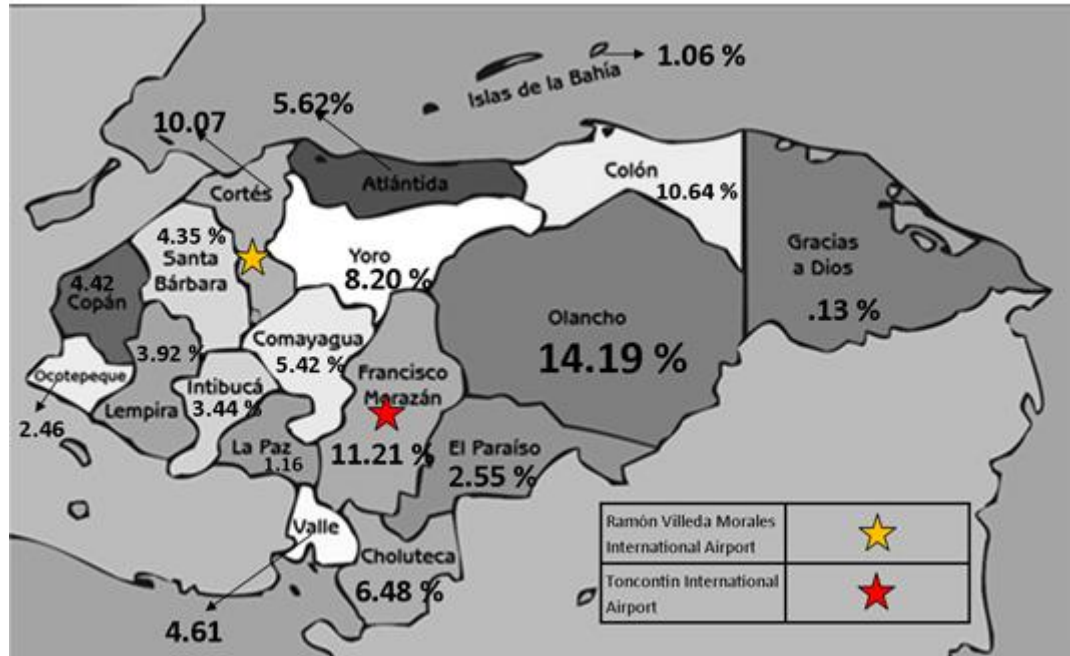 1.06 %
Islas de la Bahía
5.62%
10.07
Atlántida
Colón
10.64 %
Cortés
4.35 %
Santa
Bárbara
Yoro
8.20 %
Gracias
a Dios
.13 %
4.42
Copán
Olancho
14.19 %
Comayagua
5.42 %
3.92 %
Francisco
Morazán
11.21 %
Ocotepeque
Intibucá
3.44 %
Lempira
2.46
La Paz
1.16
El Paraíso
2.55 %
Valle
Choluteca
6.48 %
4.61
Ramón Villeda Morales
International Airport
Toncontin International
Airport